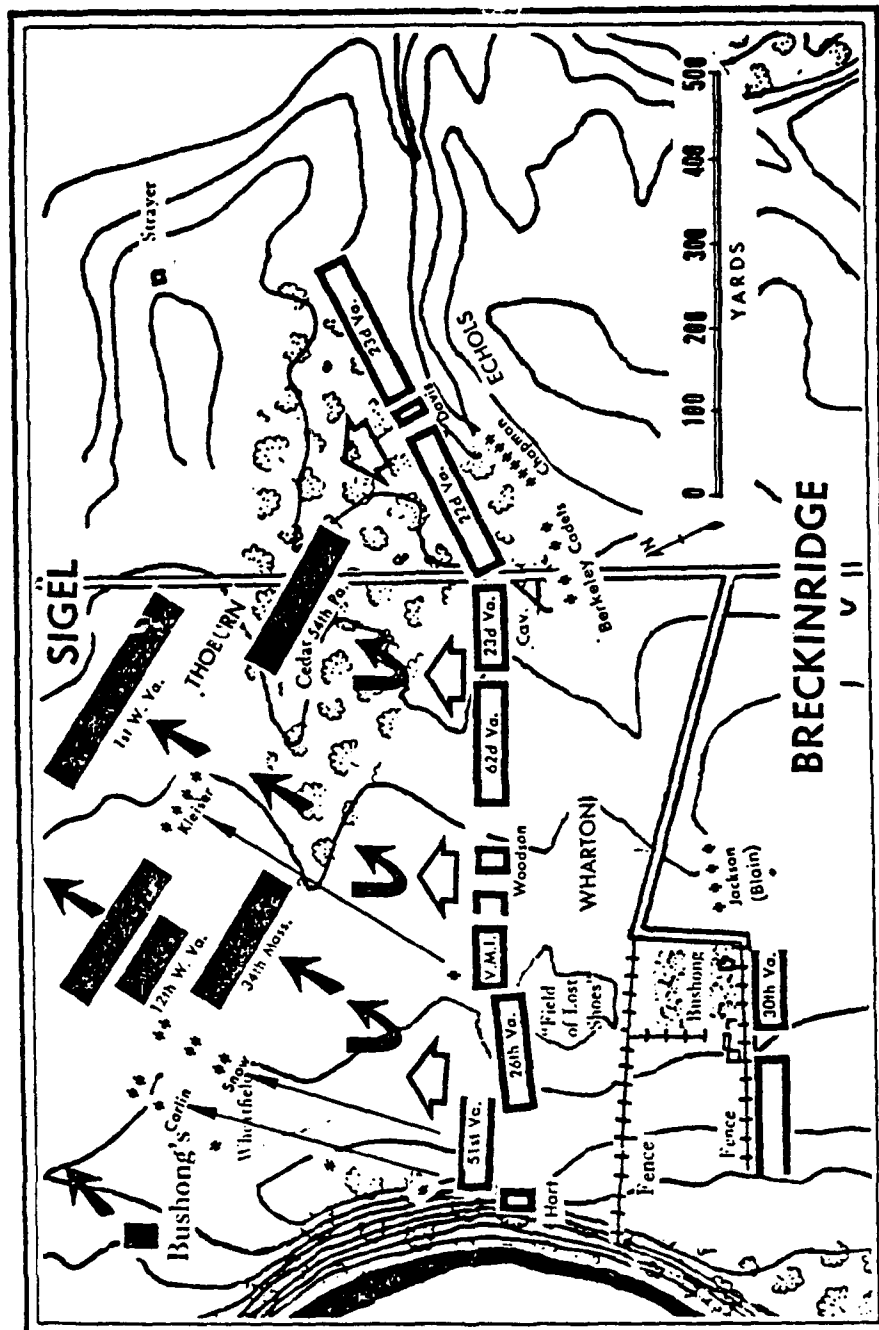 SIGEL
Strayer
1st W. Va.
THOBURN
Kleiser
12th W. Va.
34th Mass.
Carlin
Snow
Bushong's
Wheatfield
Cedar
54th Pa.
23d Va.
Davis
22d Va.
ECHOLS
Chapman
Cadets
Berkeley
Cav.
23d Va.
62d Va.
Woodson
V.M.I.
26th Va.
51st Va.
Hart
WHARTON
"Field
of Lost
Shoes"
N
0 100 200 300 400 500
YARDS
BRECKINRIDGE
Jackson
(Blain)
Bushong
30th Va.
Fence
Fence